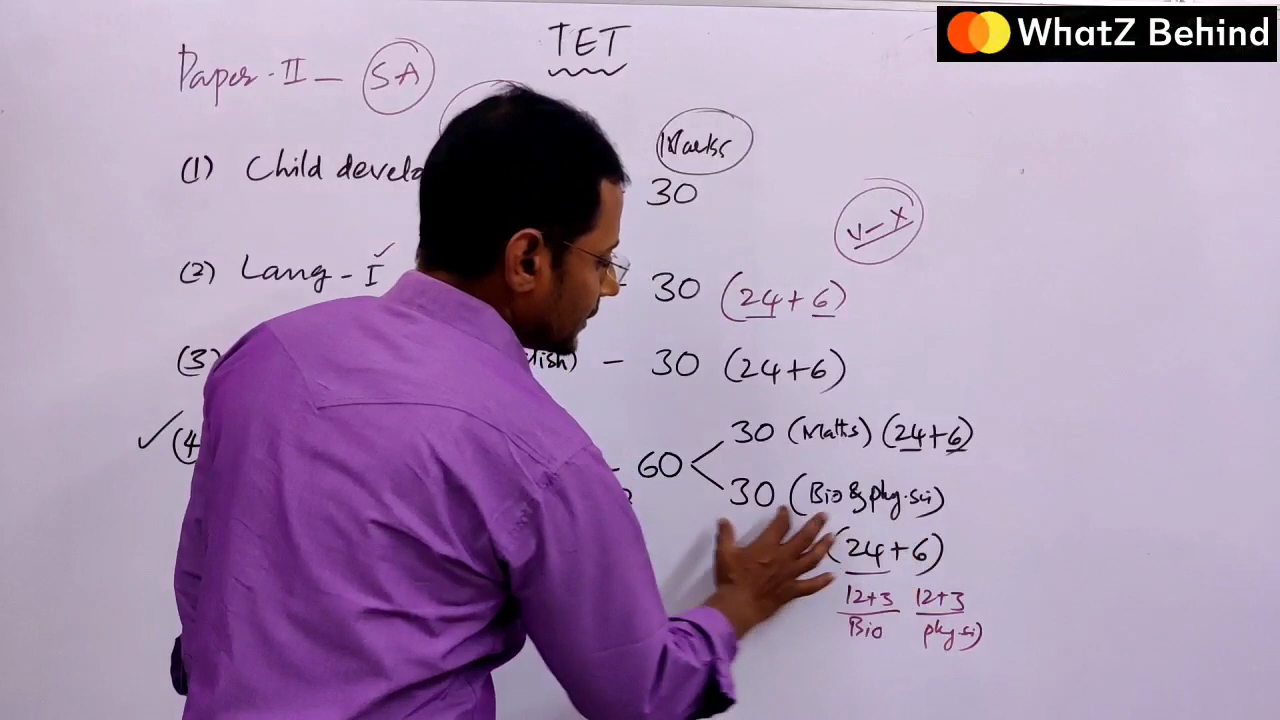 WhatZ Behind
TET
Paper-II - SA
Marks
(1) Child develo
30
V-X
(2) Lang-I ✓ - 30 (24+6)
(3) lish) - 30 (24+6)
✓ (4 - 60 < 30 (Maths) (24+6)
30 (Bio & phy.sci)
(24+6)
12+3 12+3
Bio phy si)